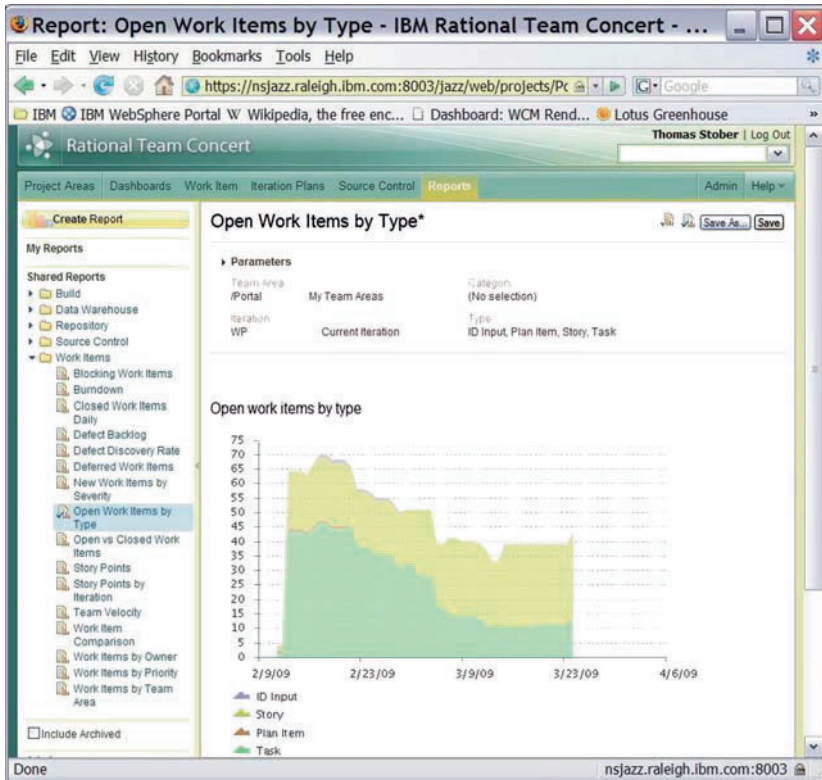 Report: Open Work Items by Type - IBM Rational Team Concert - ...
File Edit View History Bookmarks Tools Help
https://nsjazz.raleigh.ibm.com:8003/jazz/web/projects/Pc
Google
IBM IBM WebSphere Portal W Wikipedia, the free enc... Dashboard: WCM Rend... Lotus Greenhouse »
Thomas Stober | Log Out
Rational Team Concert
Project Areas Dashboards Work Item Iteration Plans Source Control Reports Admin Help
Create Report
My Reports
Shared Reports
Build
Data Warehouse
Repository
Source Control
Work Items
Blocking Work Items
Burndown
Closed Work Items
Daily
Defect Backlog
Defect Discovery Rate
Deferred Work Items
New Work Items by
Severity
Open Work Items by
Type
Open vs Closed Work
Items
Story Points
Story Points by
Iteration
Team Velocity
Work Item
Comparison
Work Items by Owner
Work Items by Priority
Work Items by Team
Area
Include Archived
Open Work Items by Type*
Save As... Save
Parameters
Team Area Category
/Portal My Team Areas (No selection)
Iteration Type
WP Current Iteration ID Input, Plan Item, Story, Task
Open work items by type
75
70
65
60
55
50
45
40
35
30
25
20
15
10
5
0
2/9/09 2/23/09 3/9/09 3/23/09 4/6/09
ID Input
Story
Plan Item
Task
Done nsjazz.raleigh.ibm.com:8003